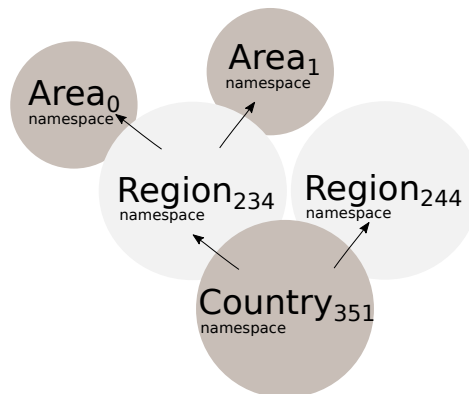 Area₁
namespace
Area₀
namespace
Region₂₃₄
namespace
Region₂₄₄
namespace
Country₃₅₁
namespace